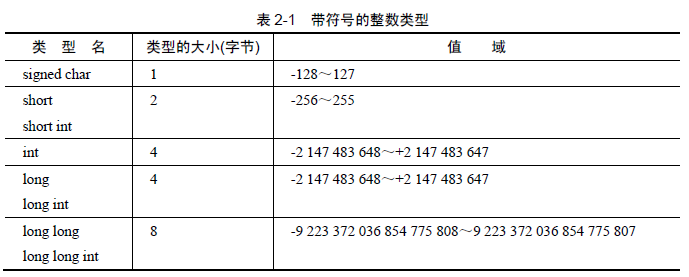 表 2-1 带符号的整数类型
类 型 名 类型的大小(字节) 值 域
signed char 1 -128～127
short 2 -256～255
short int
int 4 -2 147 483 648～+2 147 483 647
long 4 -2 147 483 648～+2 147 483 647
long int
long long 8 -9 223 372 036 854 775 808～9 223 372 036 854 775 807
long long int